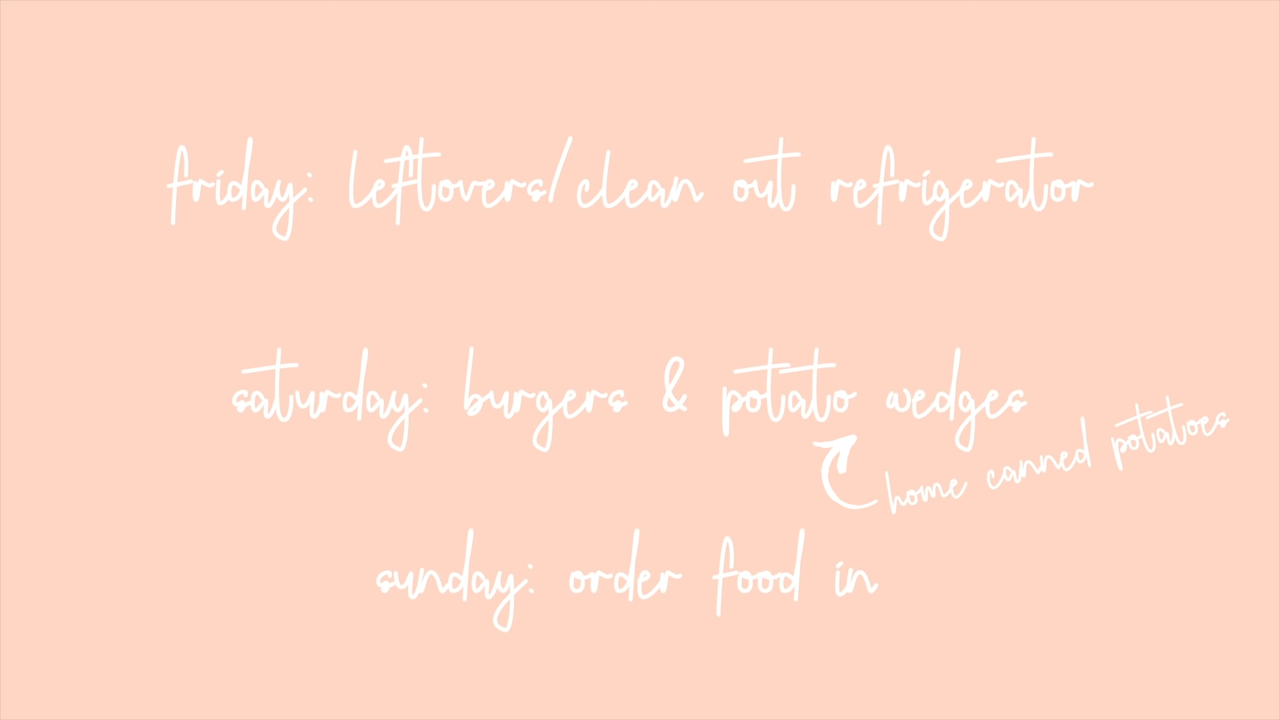 friday: leftovers/clean out refrigerator
saturday: burgers & potato wedges
home canned potatoes
sunday: order food in